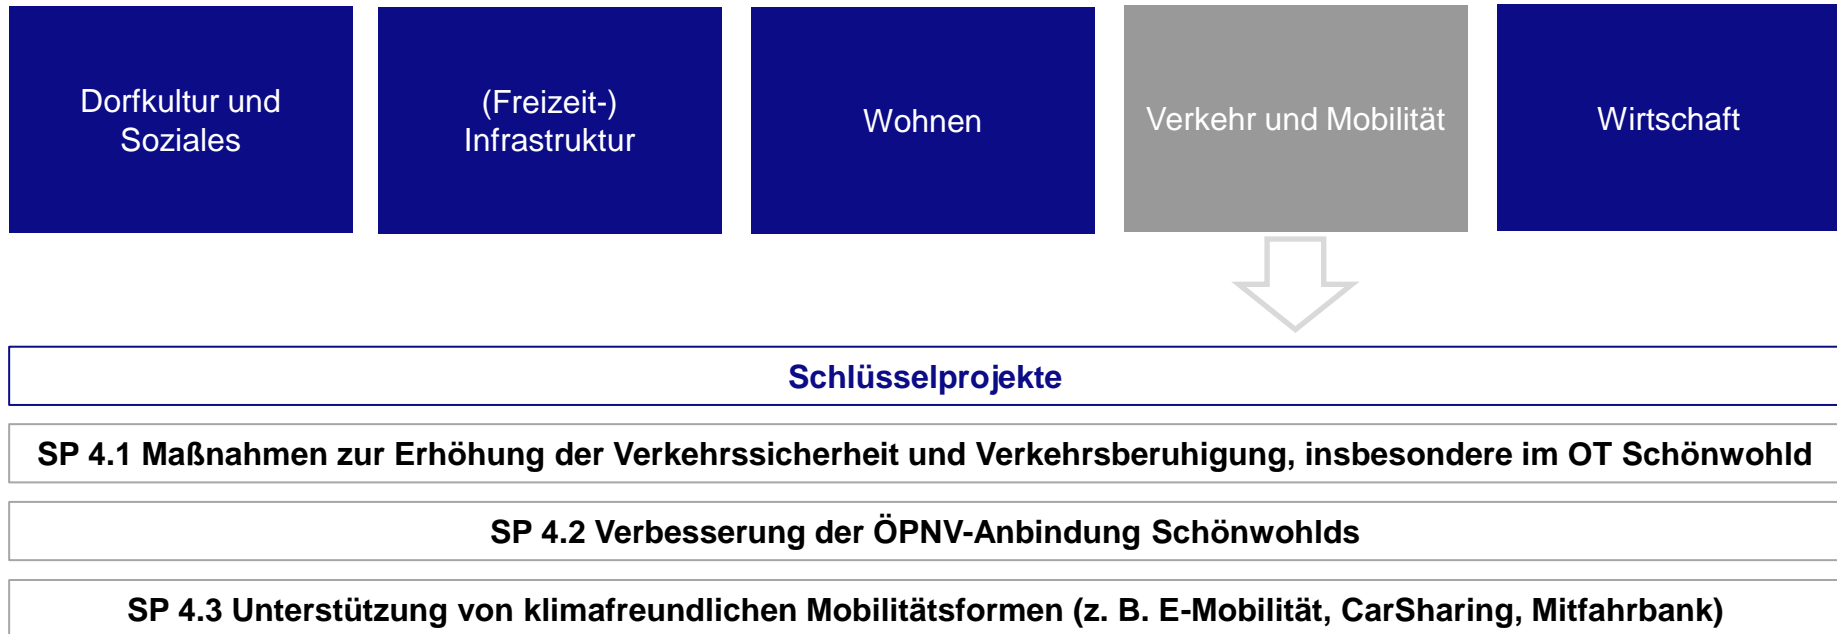 Dorfkultur und
Soziales
(Freizeit-)
Infrastruktur
Wohnen
Verkehr und Mobilität
Wirtschaft
Schlüsselprojekte
SP 4.1 Maßnahmen zur Erhöhung der Verkehrssicherheit und Verkehrsberuhigung, insbesondere im OT Schönwohld
SP 4.2 Verbesserung der ÖPNV-Anbindung Schönwohlds
SP 4.3 Unterstützung von klimafreundlichen Mobilitätsformen (z. B. E-Mobilität, CarSharing, Mitfahrbank)